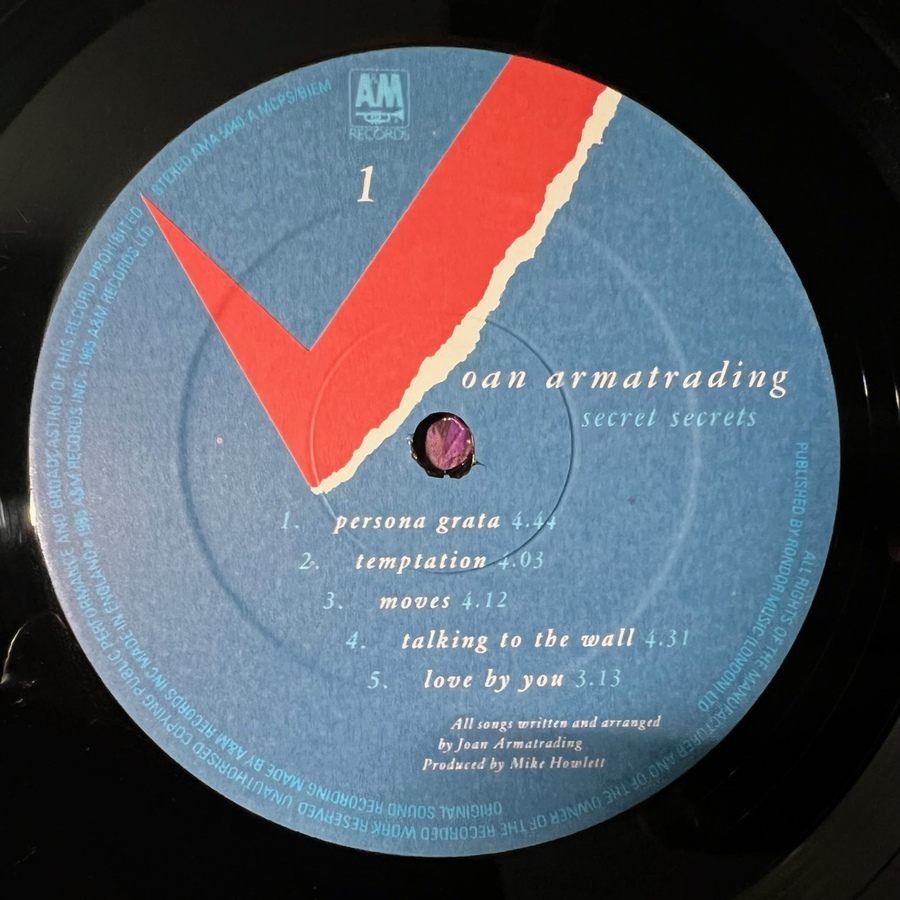 A&M
RECORDS
STEREO AMA 5040-A MCPS/BIEM
1
oan armatrading
secret secrets
1. persona grata 4.44
2. temptation 4.03
3. moves 4.12
4. talking to the wall 4.31
5. love by you 3.13
All songs written and arranged
by Joan Armatrading
Produced by Mike Howlett
PUBLISHED BY RONDOR MUSIC (LONDON) LTD
ALL RIGHTS OF THE MANUFACTURER AND OF THE OWNER OF THE RECORDED WORK RESERVED UNAUTHORISED COPYING PUBLIC PERFORMANCE AND BROADCASTING OF THIS RECORD PROHIBITED
ORIGINAL SOUND RECORDING MADE BY A&M RECORDS INC MADE IN ENGLAND 1985 A&M RECORDS INC 1985 A&M RECORDS LTD